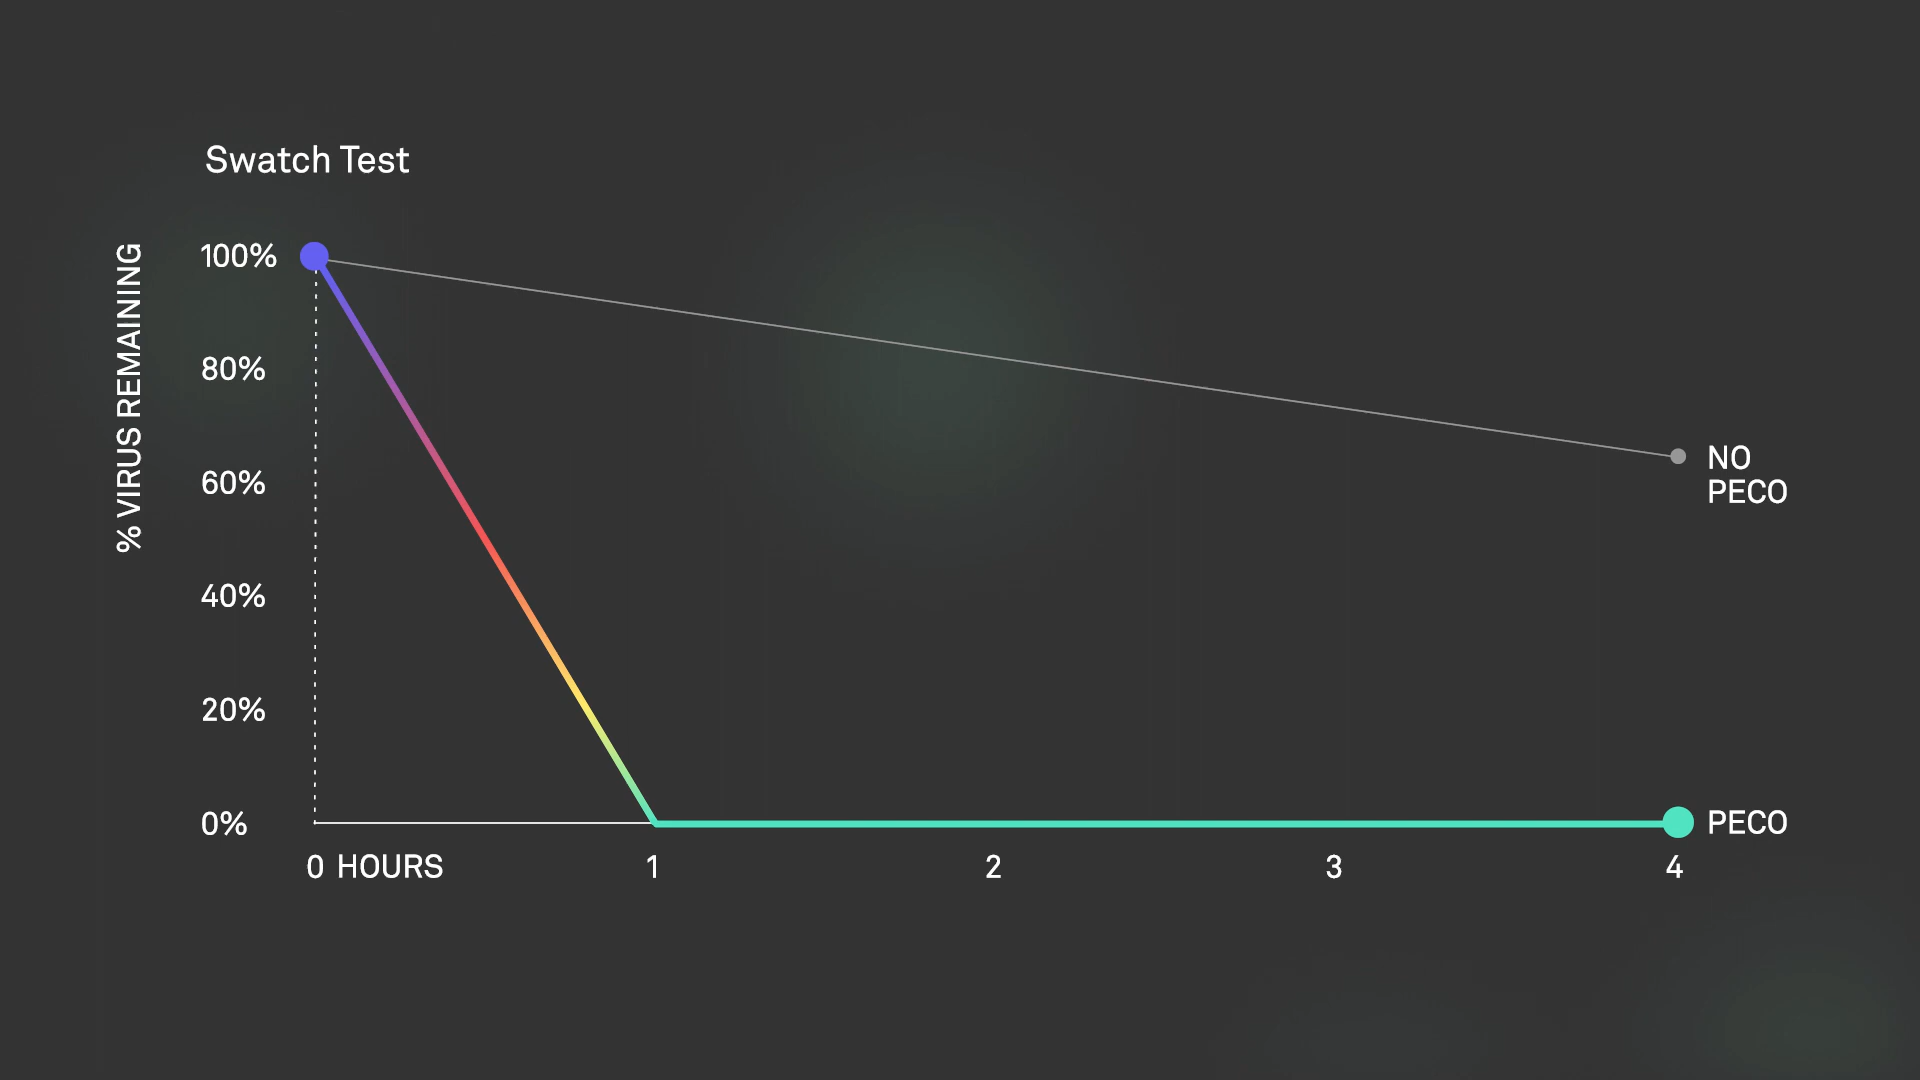 Swatch Test
% VIRUS REMAINING
100%
80%
60%
40%
20%
0%
0 HOURS
1
2
3
4
NO
PECO
PECO